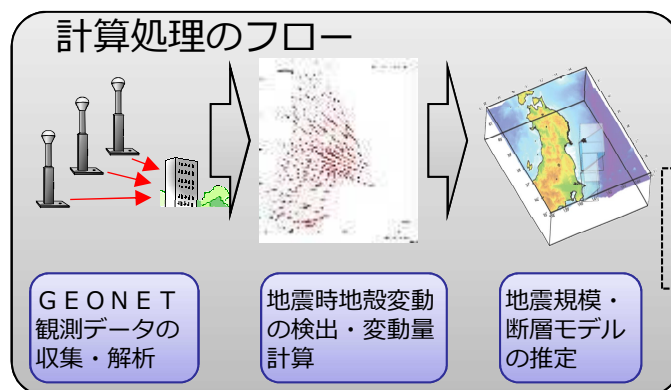 計算処理のフロー
ＧＥＯＮＥＴ
観測データの
収集・解析
地震時地殻変動
の検出・変動量
計算
地震規模・
断層モデル
の推定